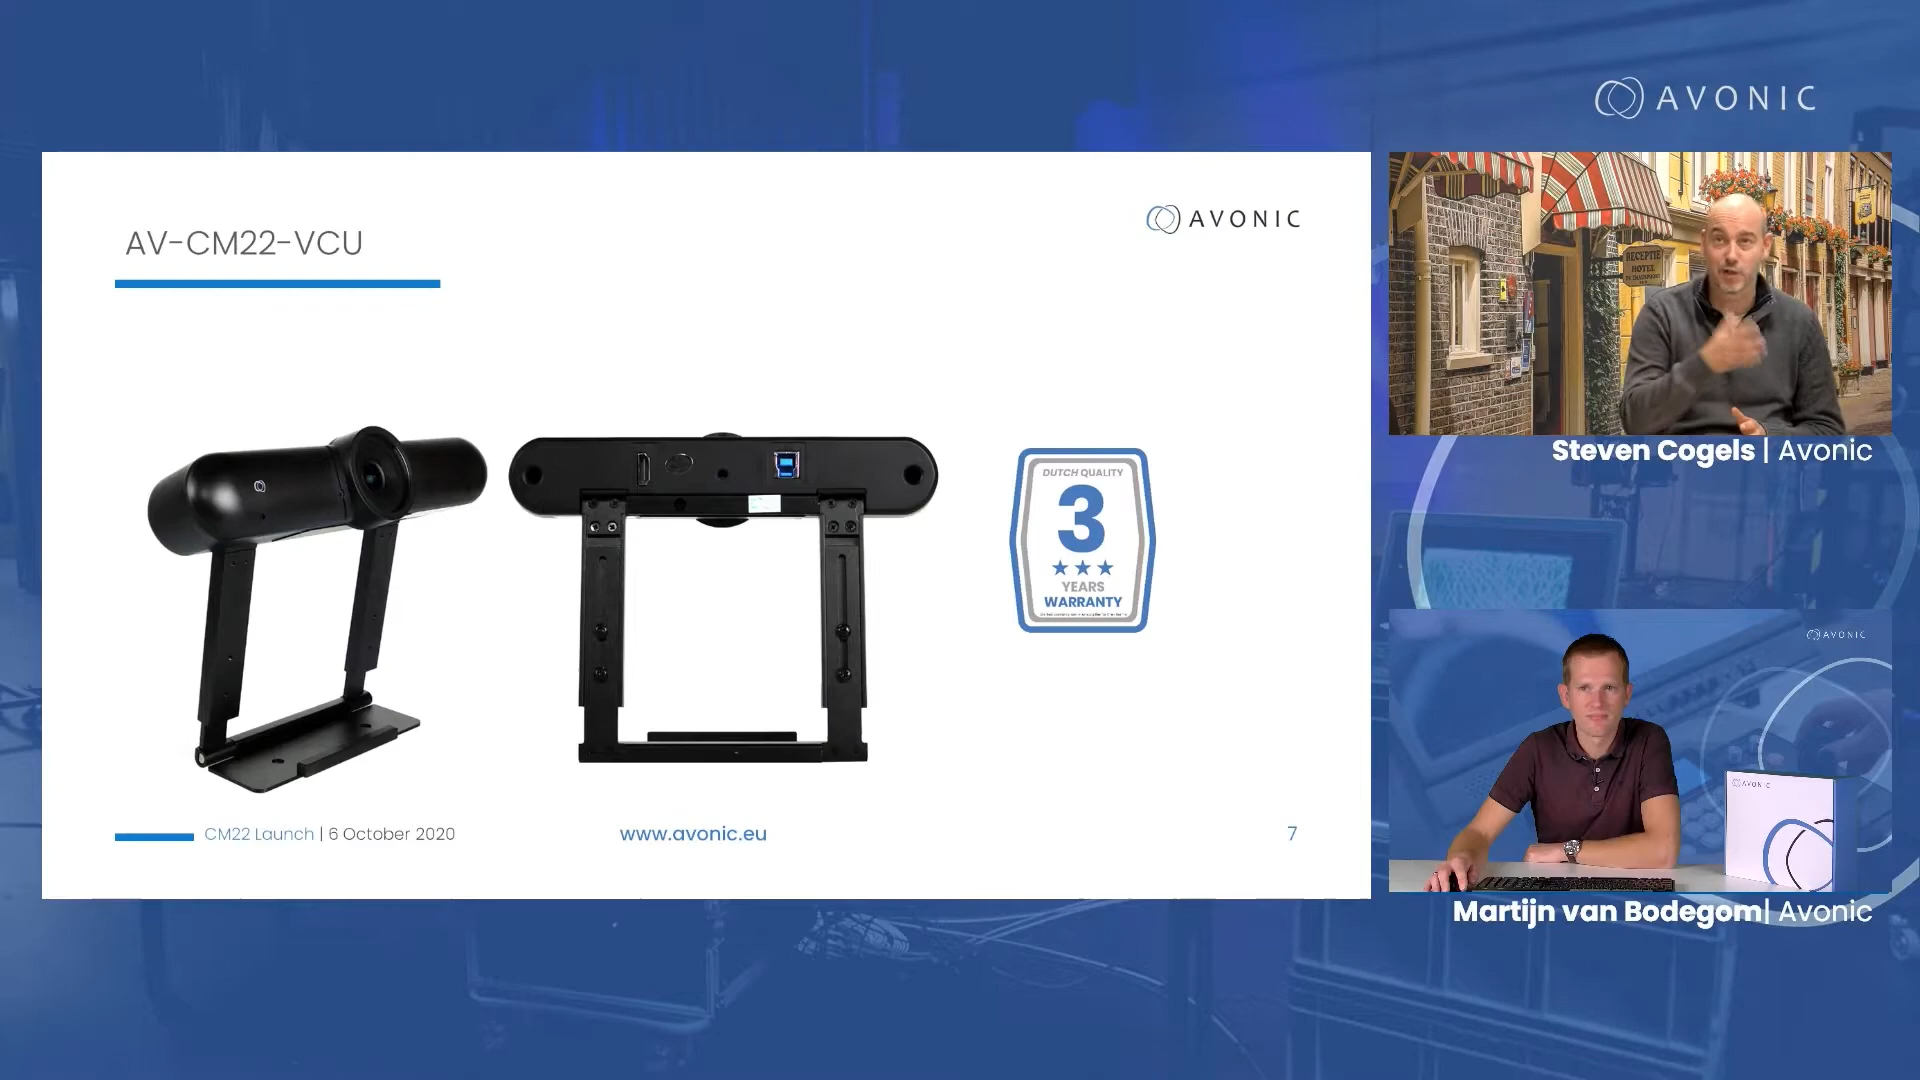 AVONIC
AV-CM22-VCU
AVONIC
DUTCH QUALITY
3
YEARS
WARRANTY
CM22 Launch | 6 October 2020
www.avonic.eu
7
RECEPTIE
HOTEL
Steven Cogels | Avonic
AVONIC
AVONIC
Martijn van Bodegom| Avonic